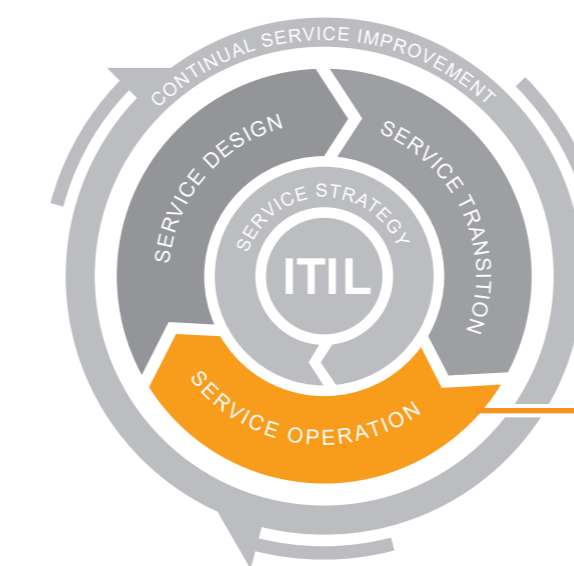 CONTINUAL SERVICE IMPROVEMENT
SERVICE DESIGN
SERVICE TRANSITION
SERVICE STRATEGY
ITIL
SERVICE OPERATION